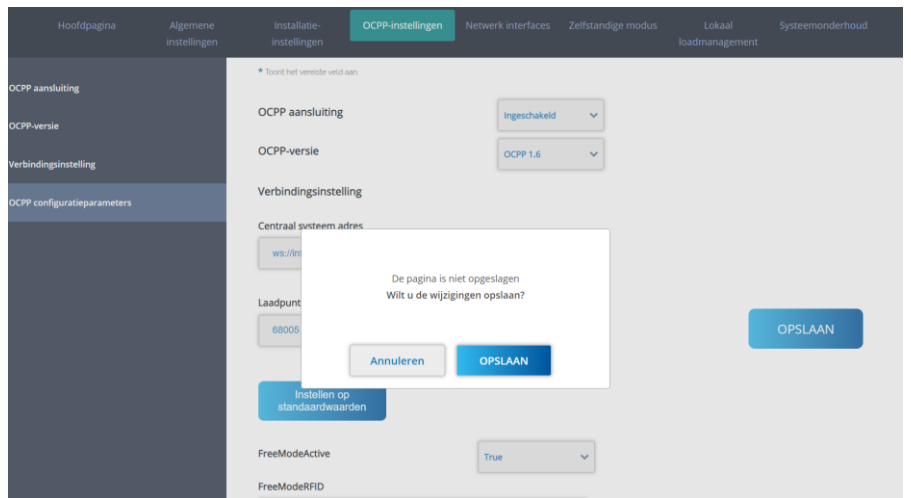 Hoofdpagina
Algemene
instellingen
Installatie-
instellingen
OCPP-instellingen
Netwerk interfaces
Zelfstandige modus
Lokaal
loadmanagement
Systeemonderhoud
OCPP aansluiting
OCPP-versie
Verbindingsinstelling
OCPP configuratieparameters
* Toont het vereiste veld aan.
OCPP aansluiting
Ingeschakeld
OCPP-versie
OCPP 1.6
Verbindingsinstelling
Centraal systeem adres
De pagina is niet opgeslagen
Wilt u de wijzigingen opslaan?
Annuleren
OPSLAAN
Laadpunt
68005
OPSLAAN
Instellen op
standaardwaarden
FreeModeActive
True
FreeModeRFID